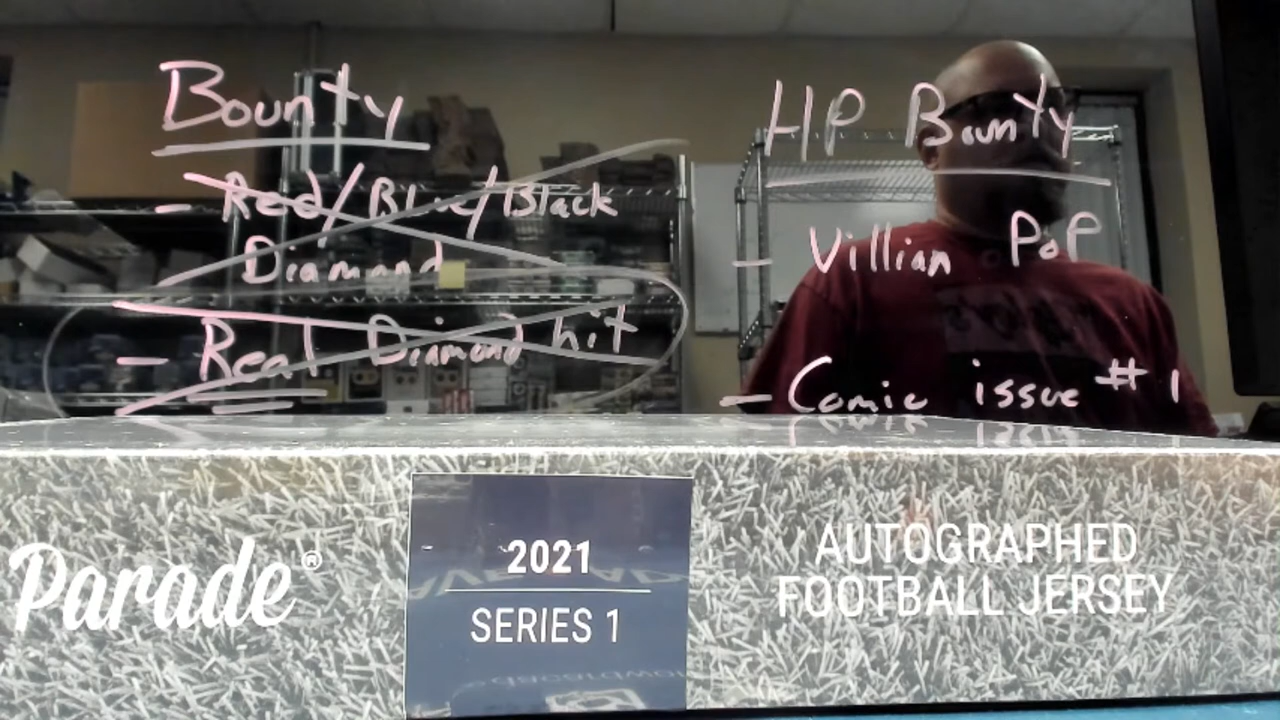 Bounty
- Red/Blue/Black
Diamond
- Real Diamond hit
HP Bounty
- Villian PoP
- Comic issue #1
Parade®
2021
SERIES 1
AUTOGRAPHED
FOOTBALL JERSEY